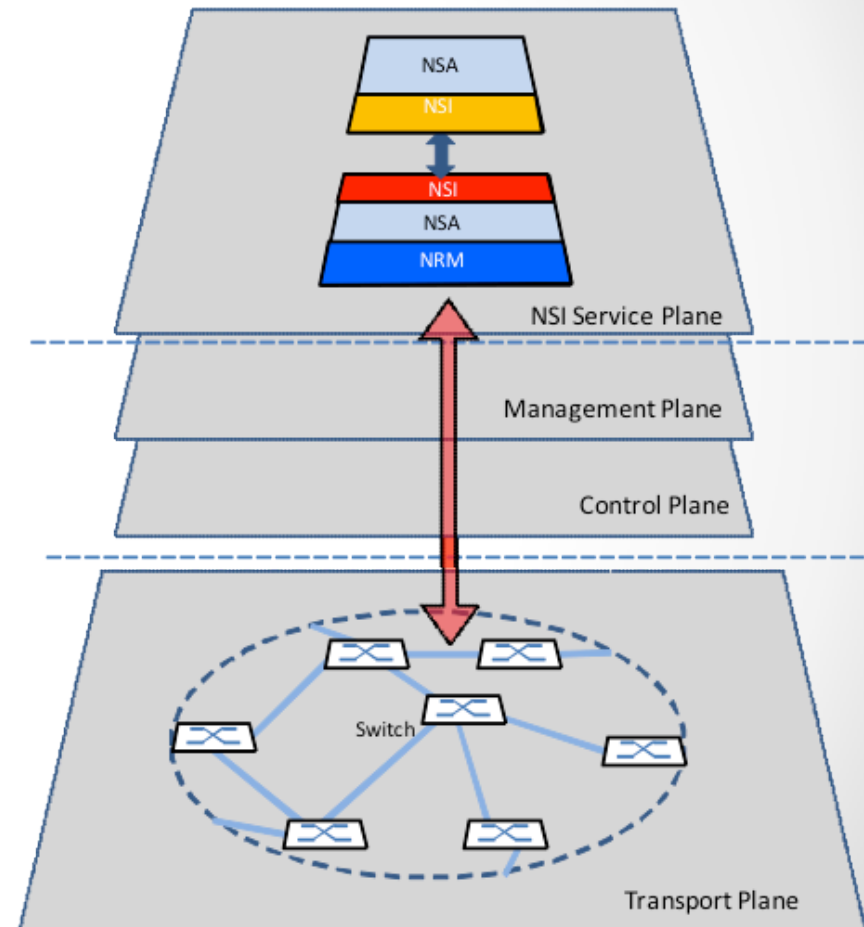 NSA
NSI
NSI
NSA
NRM
NSI Service Plane
Management Plane
Control Plane
Switch
Transport Plane